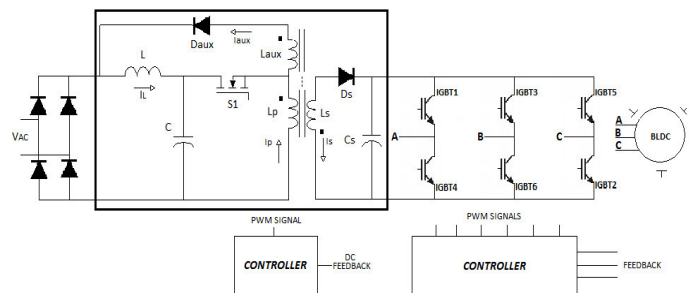 Daux
Iaux
Laux
L
IL
S1
Ds
Lp
Ls
C
Cs
VAC
Ip
Is
IGBT1
IGBT3
IGBT5
A
B
C
IGBT4
IGBT6
IGBT2
A
B
C
BLDC
PWM SIGNAL
CONTROLLER
DC
FEEDBACK
PWM SIGNALS
CONTROLLER
FEEDBACK